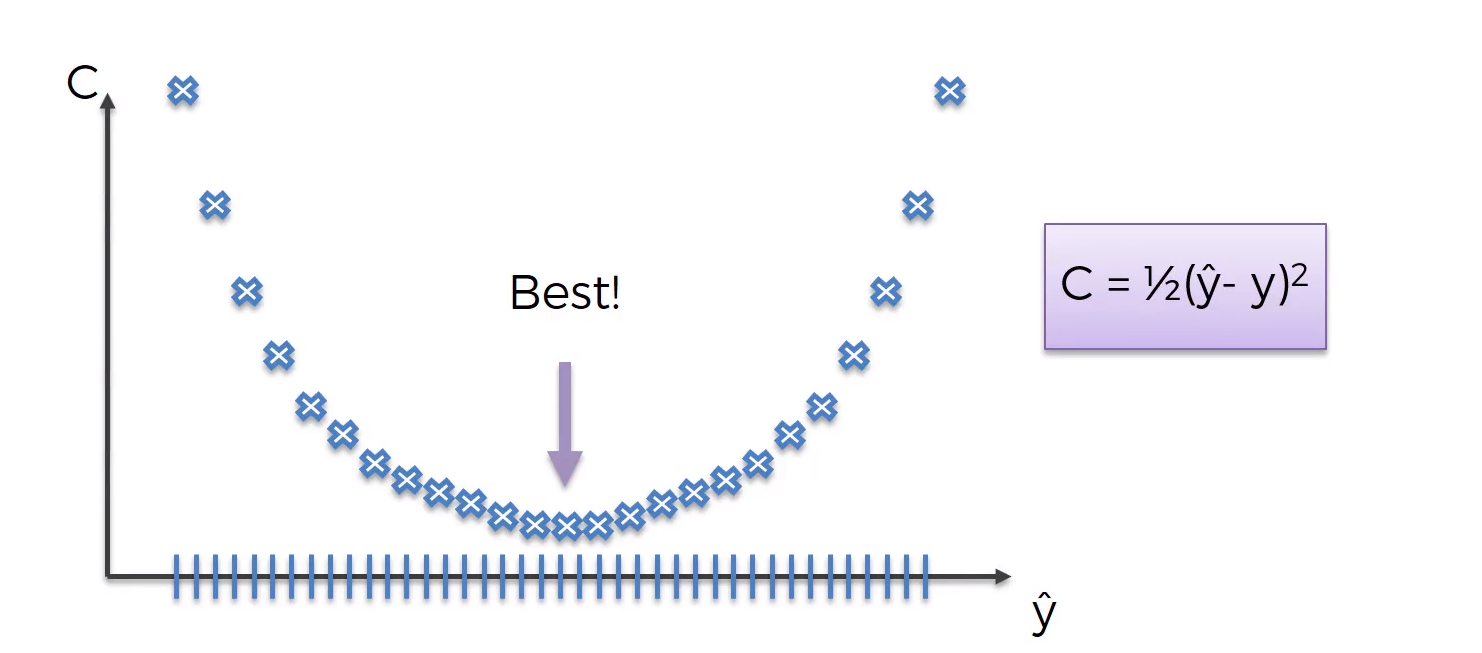 C
Best!
C = ½(ŷ- y)²
ŷ